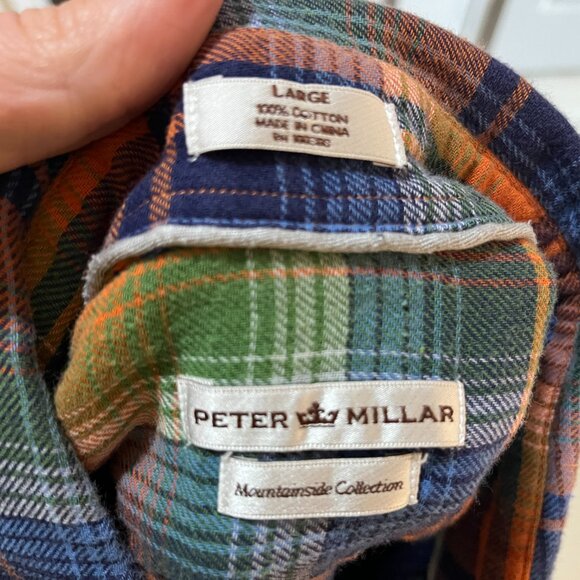 LARGE
100% COTTON
MADE IN CHINA
PETER MILLAR
Mountainside Collection